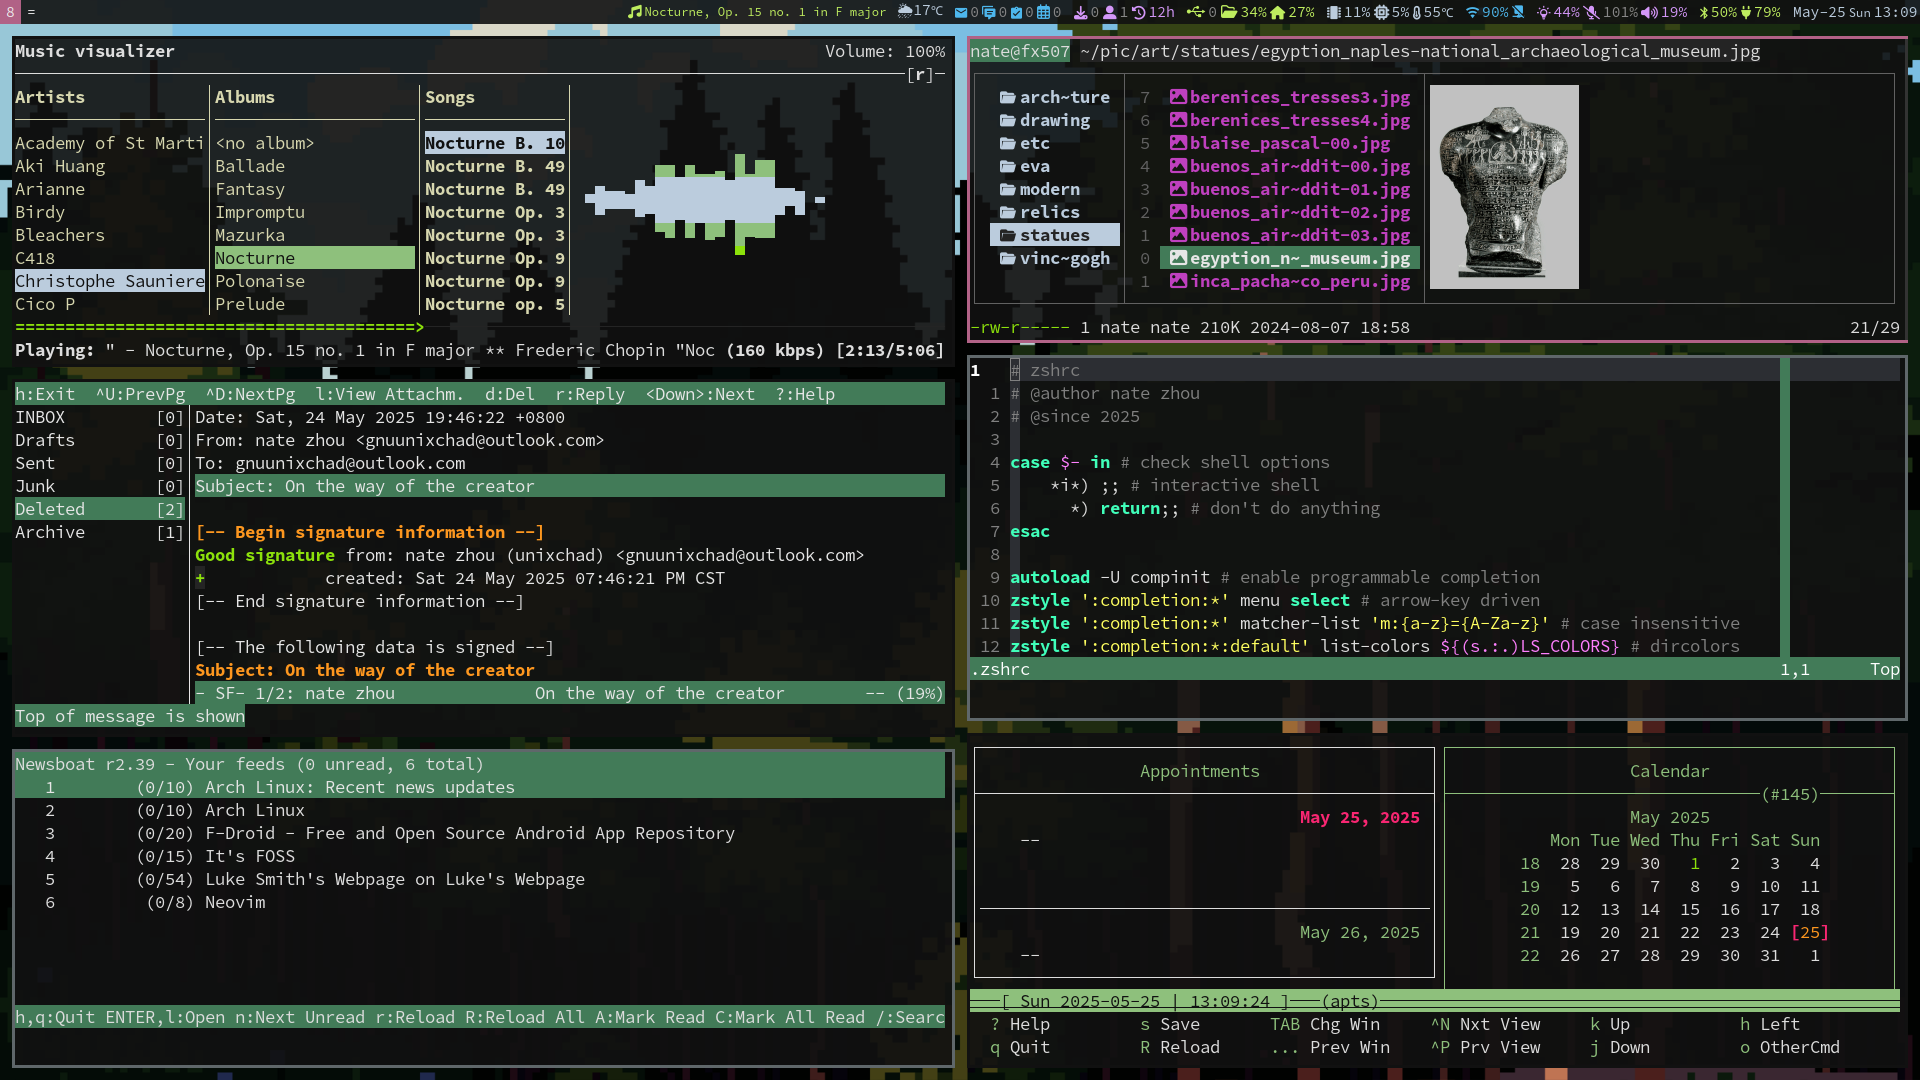 8 =
Nocturne, Op. 15 no. 1 in F major 17℃ 0 0 0 0 0 1 12h 0 34% 27% 11% 5% 55℃ 90% 44% 101% 19% 50% 79% May-25 Sun 13:09
Music visualizer Volume: 100%
[r]
Artists Albums Songs
Academy of St Marti <no album> Nocturne B. 10
Aki Huang Ballade Nocturne B. 49
Arianne Fantasy Nocturne B. 49
Birdy Impromptu Nocturne Op. 3
Bleachers Mazurka Nocturne Op. 3
C418 Nocturne Nocturne Op. 9
Christophe Sauniere Polonaise Nocturne Op. 9
Cico P Prelude Nocturne op. 5
========================================>
Playing: " - Nocturne, Op. 15 no. 1 in F major ** Frederic Chopin "Noc (160 kbps) [2:13/5:06]
h:Exit ^U:PrevPg ^D:NextPg l:View Attachm. d:Del r:Reply <Down>:Next ?:Help
INBOX [0] Date: Sat, 24 May 2025 19:46:22 +0800
Drafts [0] From: nate zhou <gnuunixchad@outlook.com>
Sent [0] To: gnuunixchad@outlook.com
Junk [0] Subject: On the way of the creator
Deleted [2]
Archive [1] [-- Begin signature information --]
Good signature from: nate zhou (unixchad) <gnuunixchad@outlook.com>
+ created: Sat 24 May 2025 07:46:21 PM CST
[-- End signature information --]
[-- The following data is signed --]
Subject: On the way of the creator
- SF- 1/2: nate zhou On the way of the creator -- (19%)
Top of message is shown
Newsboat r2.39 - Your feeds (0 unread, 6 total)
1 (0/10) Arch Linux: Recent news updates
2 (0/10) Arch Linux
3 (0/20) F-Droid - Free and Open Source Android App Repository
4 (0/15) It's FOSS
5 (0/54) Luke Smith's Webpage on Luke's Webpage
6 (0/8) Neovim
h,q:Quit ENTER,l:Open n:Next Unread r:Reload R:Reload All A:Mark Read C:Mark All Read /:Searc
nate@fx507 ~/pic/art/statues/egyption_naples-national_archaeological_museum.jpg
arch~ture 7 berenices_tresses3.jpg
drawing 6 berenices_tresses4.jpg
etc 5 blaise_pascal-00.jpg
eva 4 buenos_air~ddit-00.jpg
modern 3 buenos_air~ddit-01.jpg
relics 2 buenos_air~ddit-02.jpg
statues 1 buenos_air~ddit-03.jpg
vinc~gogh 0 egyption_n~_museum.jpg
1 inca_pacha~co_peru.jpg
-rw-r----- 1 nate nate 210K 2024-08-07 18:58 21/29
1 # zshrc
1 # @author nate zhou
2 # @since 2025
3
4 case $- in # check shell options
5 *i*) ;; # interactive shell
6 *) return;; # don't do anything
7 esac
8
9 autoload -U compinit # enable programmable completion
10 zstyle ':completion:*' menu select # arrow-key driven
11 zstyle ':completion:*' matcher-list 'm:{a-z}={A-Za-z}' # case insensitive
12 zstyle ':completion:*:default' list-colors ${(s.:.)LS_COLORS} # dircolors
.zshrc 1,1 Top
Appointments
May 25, 2025
--
May 26, 2025
--
Calendar
(#145)
May 2025
Mon Tue Wed Thu Fri Sat Sun
18 28 29 30 1 2 3 4
19 5 6 7 8 9 10 11
20 12 13 14 15 16 17 18
21 19 20 21 22 23 24 [25]
22 26 27 28 29 30 31 1
[ Sun 2025-05-25 | 13:09:24 ] (apts)
? Help s Save TAB Chg Win ^N Nxt View k Up h Left
q Quit R Reload ... Prev Win ^P Prv View j Down o OtherCmd